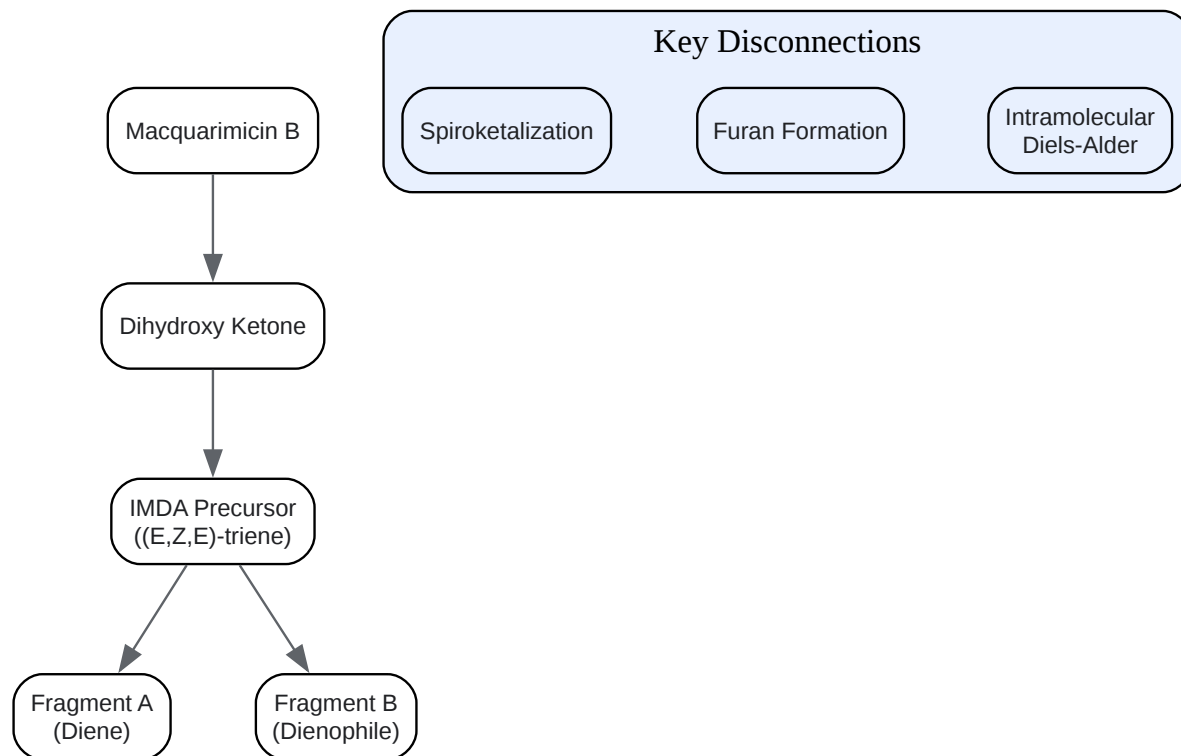 Key Disconnections
Macquarimicin B
Spiroketalization
Furan Formation
Intramolecular
Diels-Alder
Dihydroxy Ketone
IMDA Precursor
((E,Z,E)-triene)
Fragment A
(Diene)
Fragment B
(Dienophile)